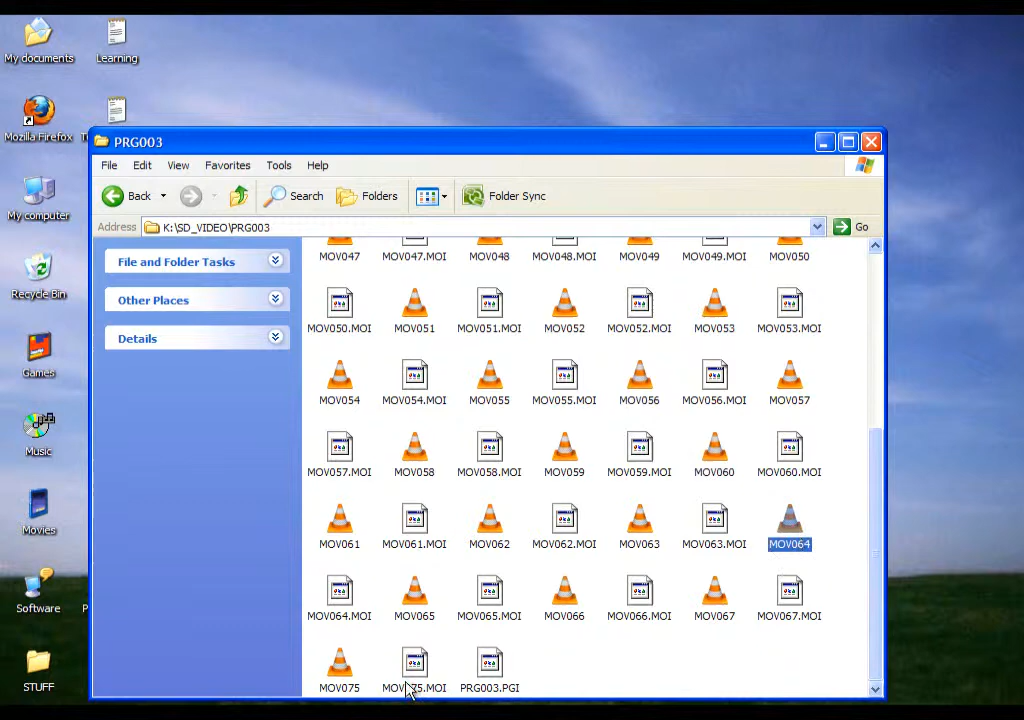 My documents
Learning
Mozilla Firefox
PRG003
File Edit View Favorites Tools Help
Back Search Folders Folder Sync
Address K:\SD_VIDEO\PRG003 Go
My computer
Recycle Bin
Games
Music
Movies
Software
STUFF
File and Folder Tasks
Other Places
Details
MOV047 MOV047.MOI MOV048 MOV048.MOI MOV049 MOV049.MOI MOV050
MOV050.MOI MOV051 MOV051.MOI MOV052 MOV052.MOI MOV053 MOV053.MOI
MOV054 MOV054.MOI MOV055 MOV055.MOI MOV056 MOV056.MOI MOV057
MOV057.MOI MOV058 MOV058.MOI MOV059 MOV059.MOI MOV060 MOV060.MOI
MOV061 MOV061.MOI MOV062 MOV062.MOI MOV063 MOV063.MOI MOV064
MOV064.MOI MOV065 MOV065.MOI MOV066 MOV066.MOI MOV067 MOV067.MOI
MOV075 MOV075.MOI PRG003.PGI